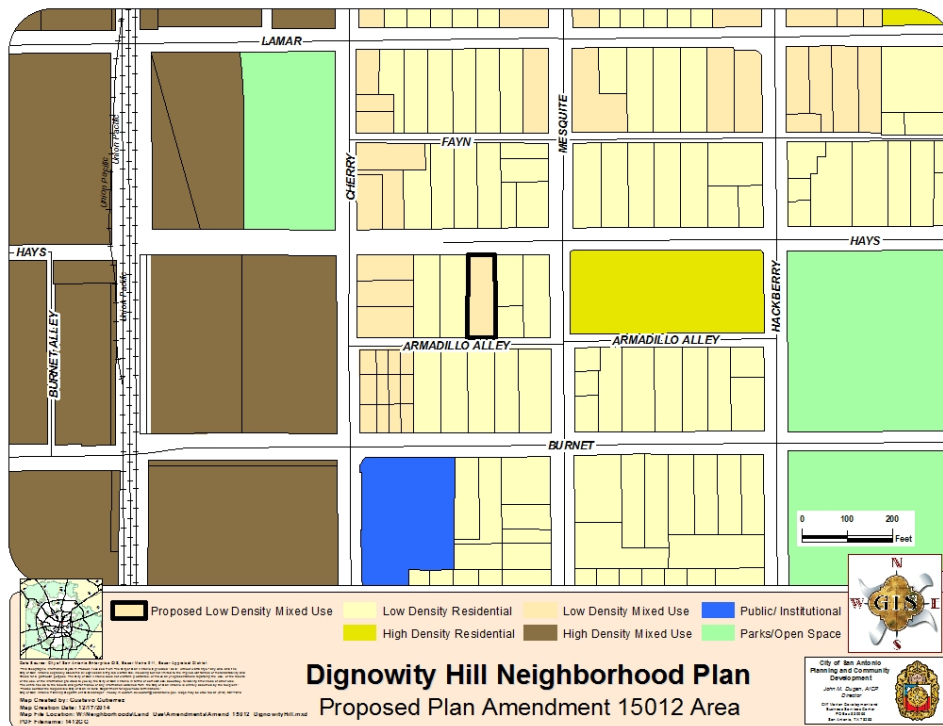 LAMAR
Union Pacific
Union Pacific
FAYN
MESQUITE
CHERRY
HAYS
HAYS
Union Pacific
HACKBERRY
BURNET ALLEY
ARMADILLO ALLEY
ARMADILLO ALLEY
BURNET
0 100 200
Feet
N
W GIS E
S
Proposed Low Density Mixed Use
Low Density Residential
Low Density Mixed Use
Public/ Institutional
High Density Residential
High Density Mixed Use
Parks/Open Space
Dignowity Hill Neighborhood Plan
Proposed Plan Amendment 15012 Area
Map Created by: Gustavo Gutierrez
Map Creation Date: 12/17/2014
City of San Antonio
Planning and Community
Development
John M. Dugan, AICP
Director